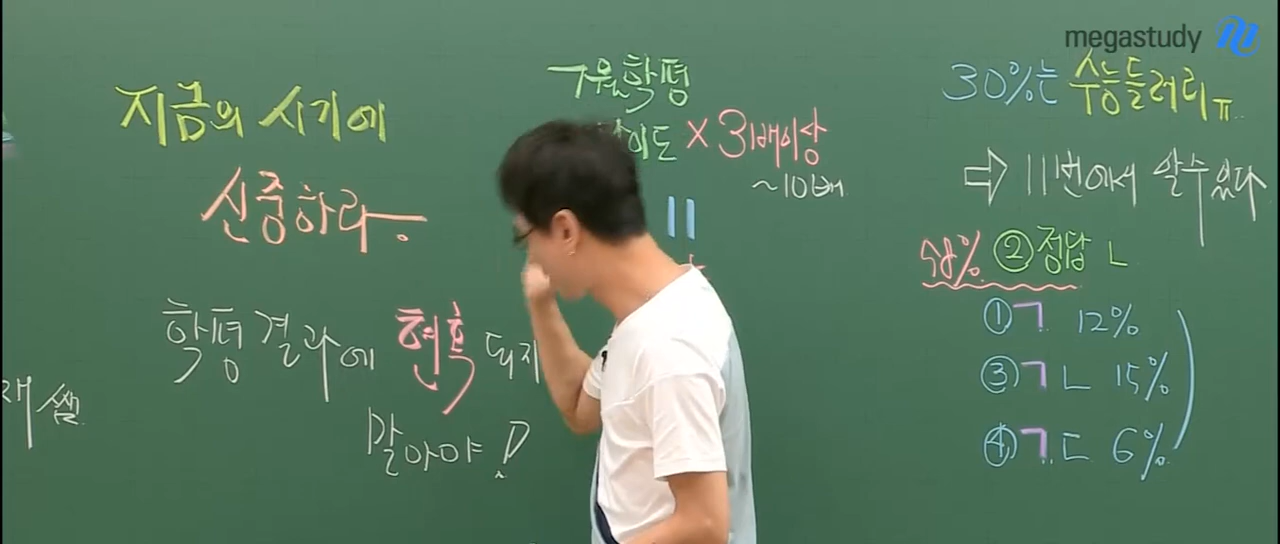 megastudy
지금의 시기에
신중하라.
학평 결과에 현혹 되지
말아야!
7월학평
난이도 × 3배이상
~10배
30%는 수능들러리ㅠ..
⇒ 11번에서 알수있다
② 정답 ㄴ
① ㄱ 12%
③ ㄱ ㄴ 15%
④ ㄱ ㄷ 6%